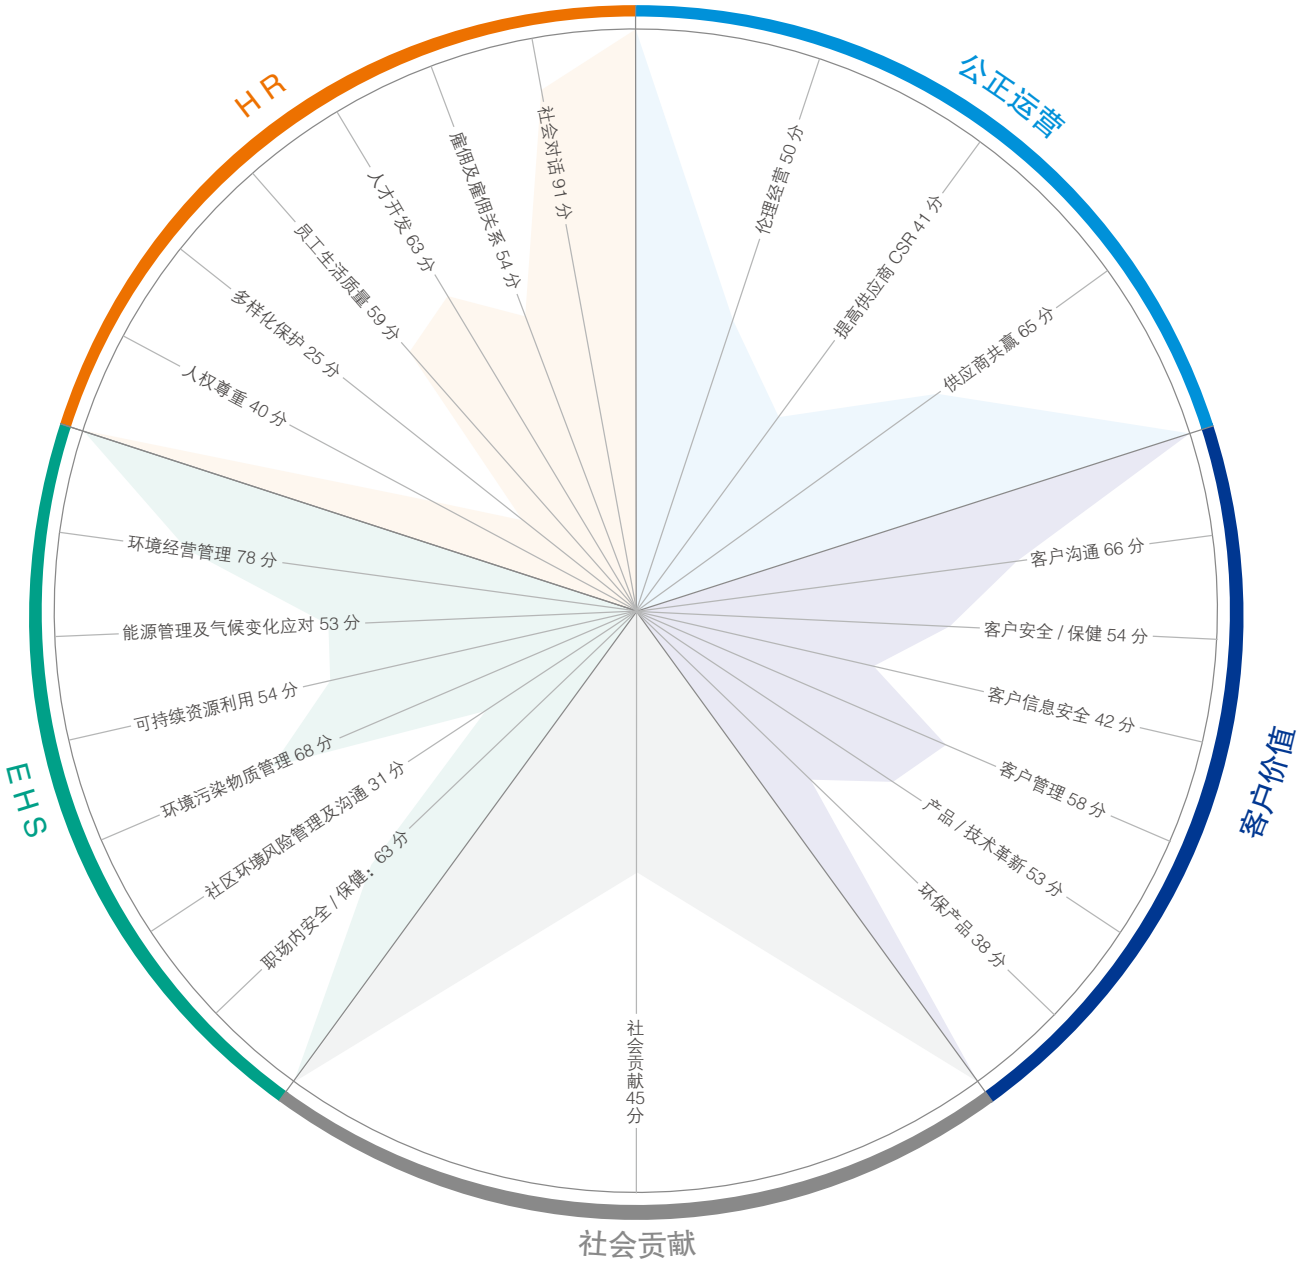 公正运营
伦理经营 50 分
提高供应商 CSR 41 分
供应商共赢 65 分
客户价值
客户沟通 66 分
客户安全 / 保健 54 分
客户信息安全 42 分
客户管理 58 分
产品 / 技术革新 53 分
环保产品 38 分
社会贡献
社会贡献 45 分
EHS
职场内安全 / 保健：63 分
社区环境风险管理及沟通 31 分
环境污染物质管理 68 分
可持续资源利用 54 分
能源管理及气候变化应对 53 分
环境经营管理 78 分
HR
人权尊重 40 分
多样化保护 25 分
员工生活质量 59 分
人才开发 63 分
雇佣及雇佣关系 54 分
社会对话 91 分